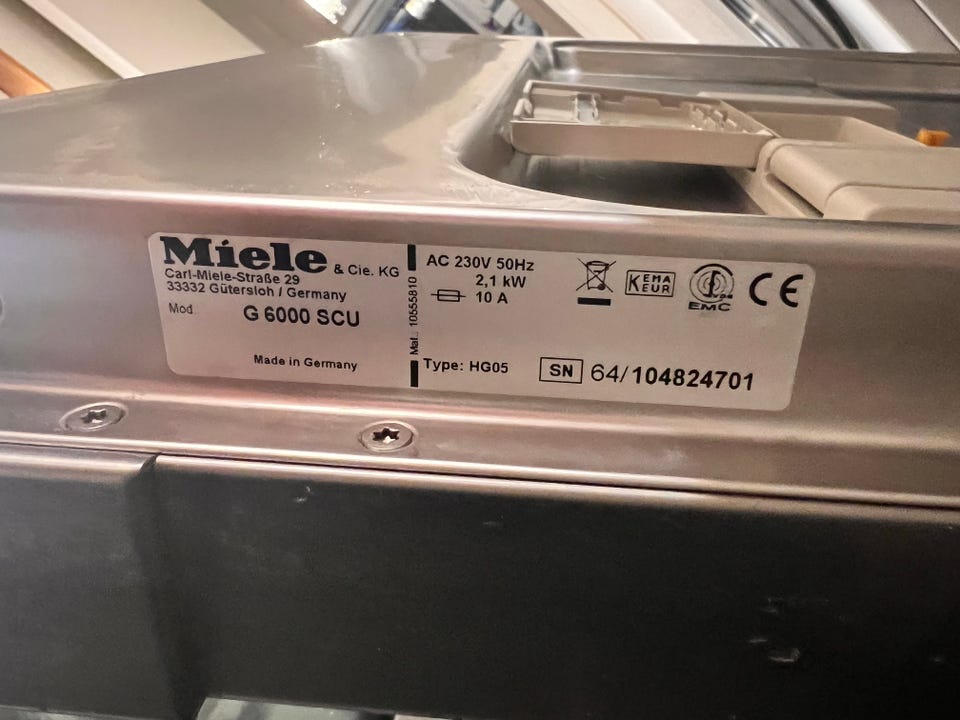 Miele & Cie. KG
Carl-Miele-Straße 29
33332 Gütersloh / Germany
Mod.
G 6000 SCU
Made in Germany
Mat.: 10555810
AC 230V 50Hz
2,1 kW
10 A
Type: HG05
KEMA
EUR
VDE
EMC
CE
SN 64/104824701